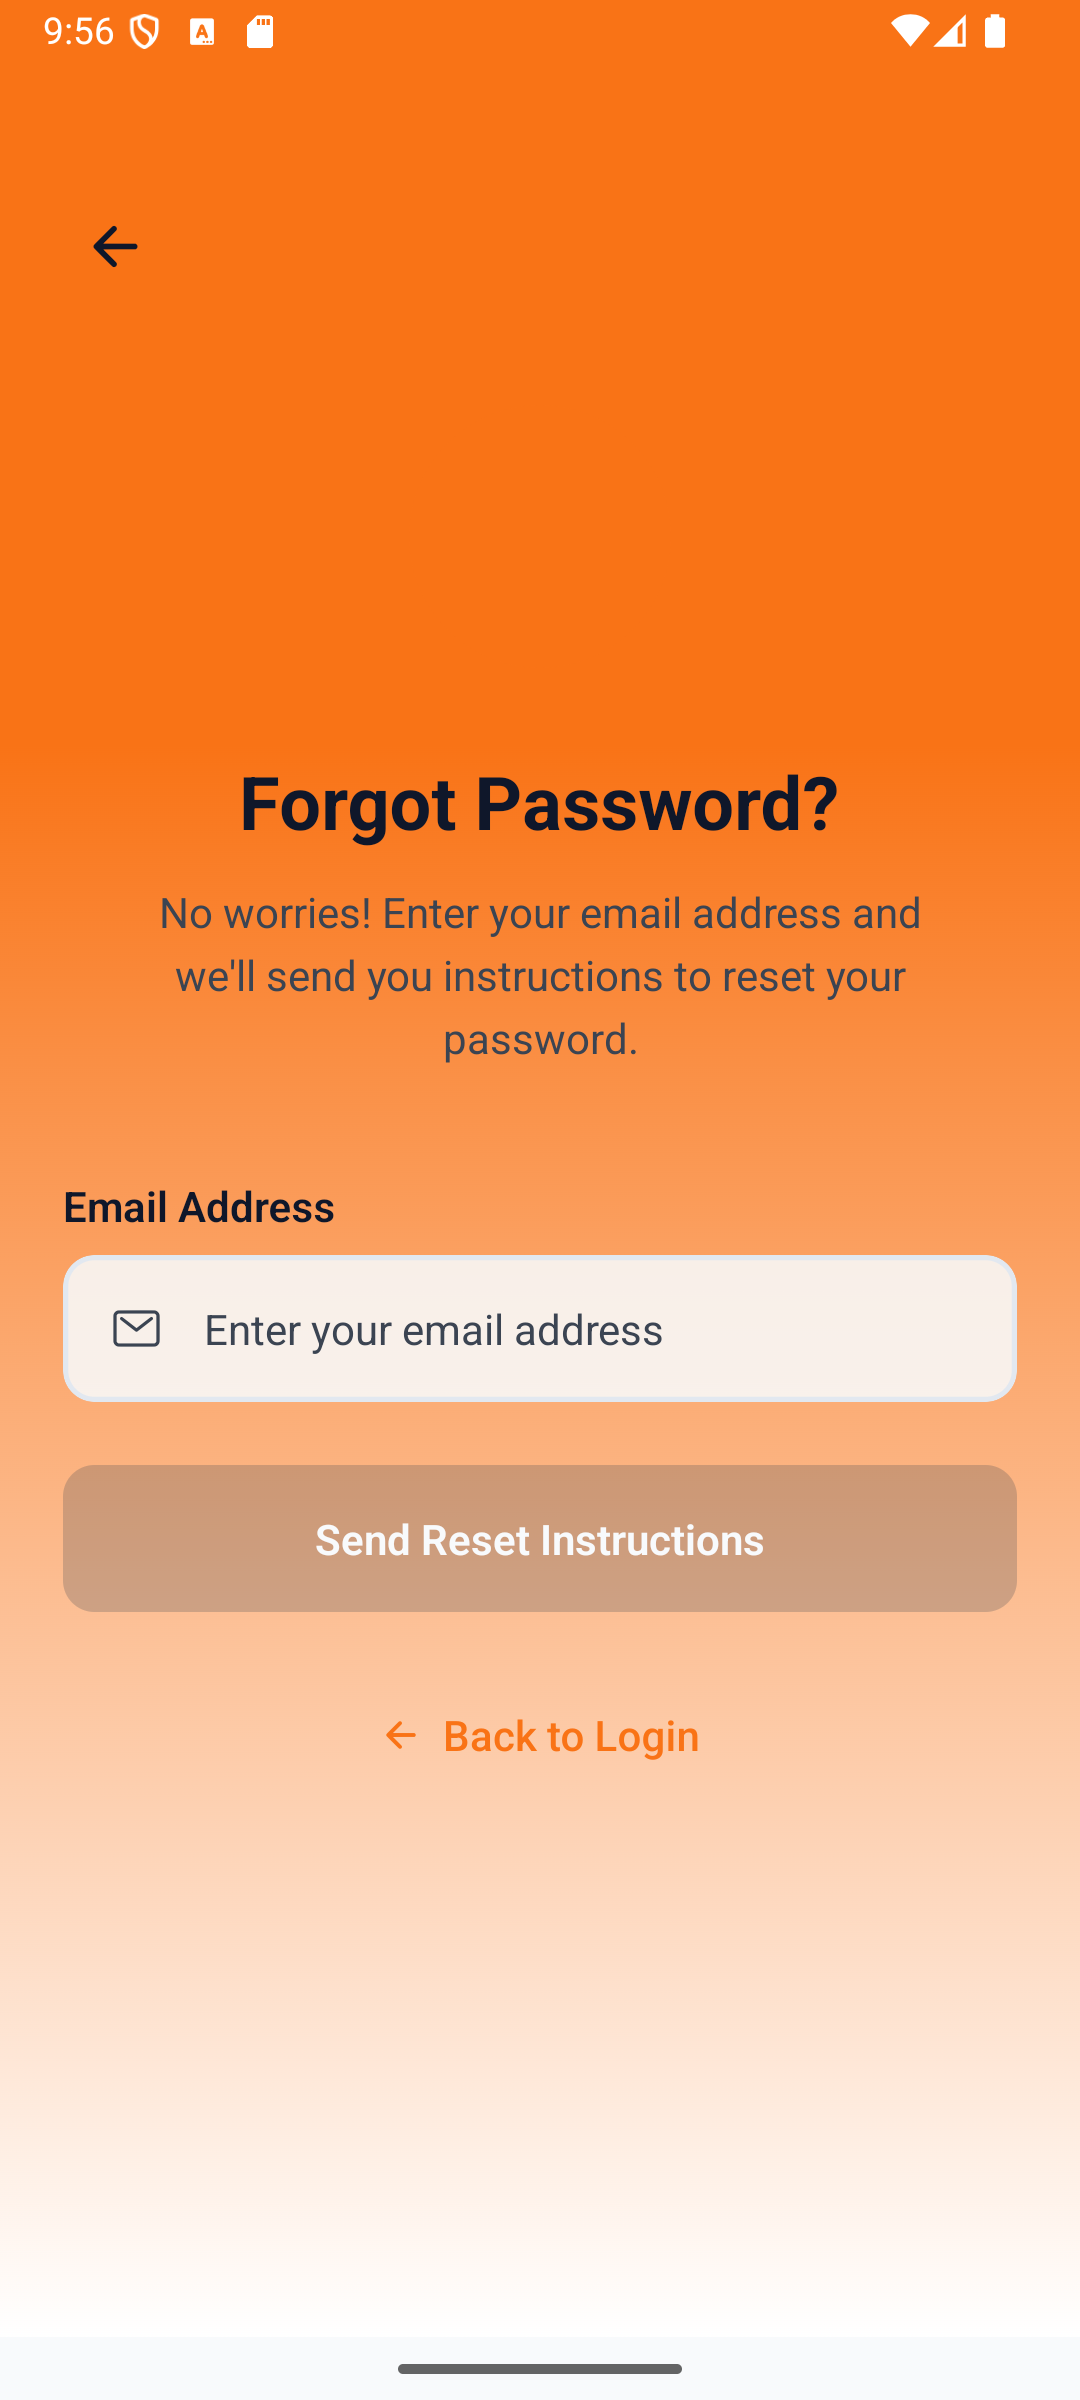 9:56
Forgot Password?
No worries! Enter your email address and
we'll send you instructions to reset your
password.
Email Address
Enter your email address
Send Reset Instructions
Back to Login